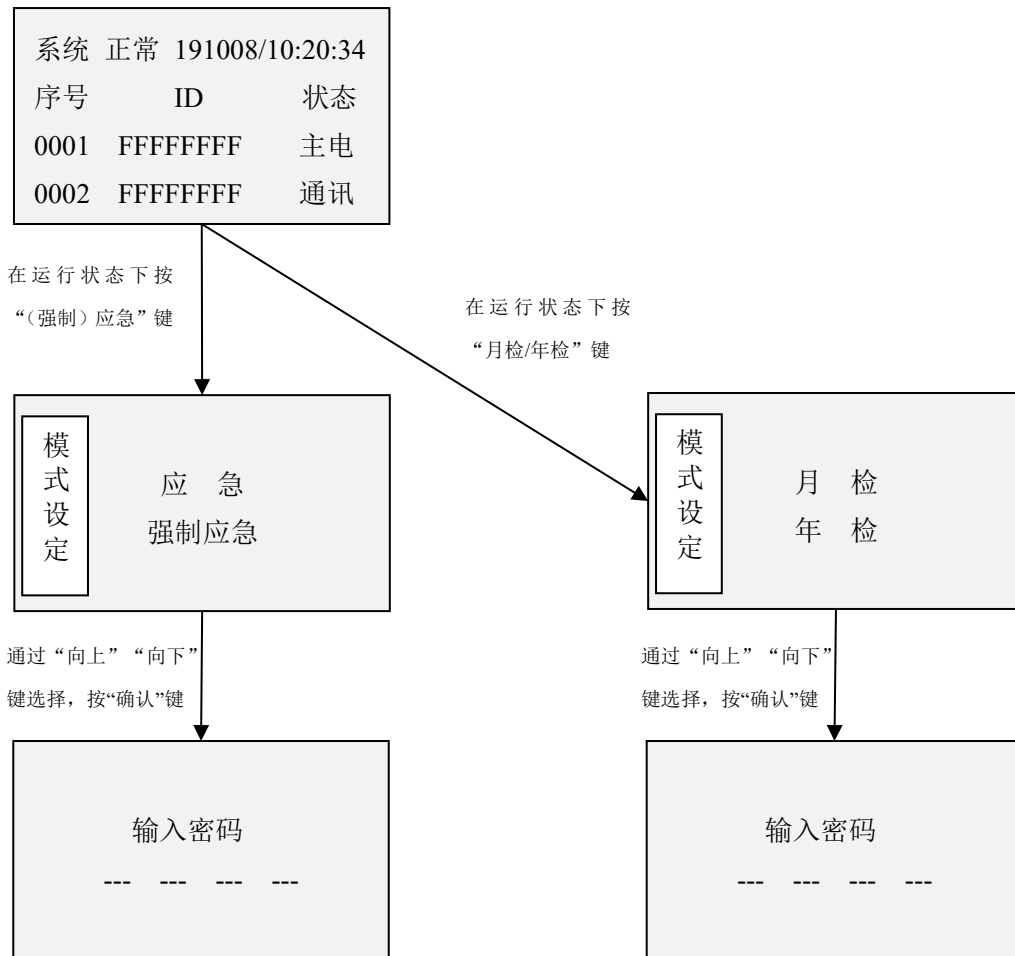 系统 正常 191008/10:20:34
序号 ID 状态
0001 FFFFFFFF 主电
0002 FFFFFFFF 通讯
在运行状态下按
“（强制）应急”键
在运行状态下按
“月检/年检”键
模
式
设
定
应 急
强制应急
模
式
设
定
月 检
年 检
通过“向上”“向下”
键选择，按“确认”键
通过“向上”“向下”
键选择，按“确认”键
输入密码
--- --- --- ---
输入密码
--- --- --- ---